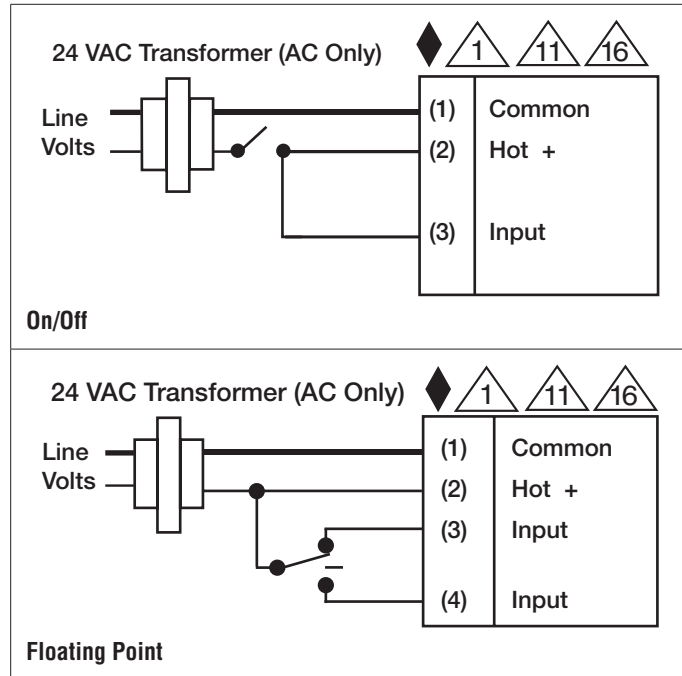 24 VAC Transformer (AC Only)
1
11
16
Line
Volts
(1) Common
(2) Hot +
(3) Input
On/Off
24 VAC Transformer (AC Only)
1
11
16
Line
Volts
(1) Common
(2) Hot +
(3) Input
(4) Input
Floating Point